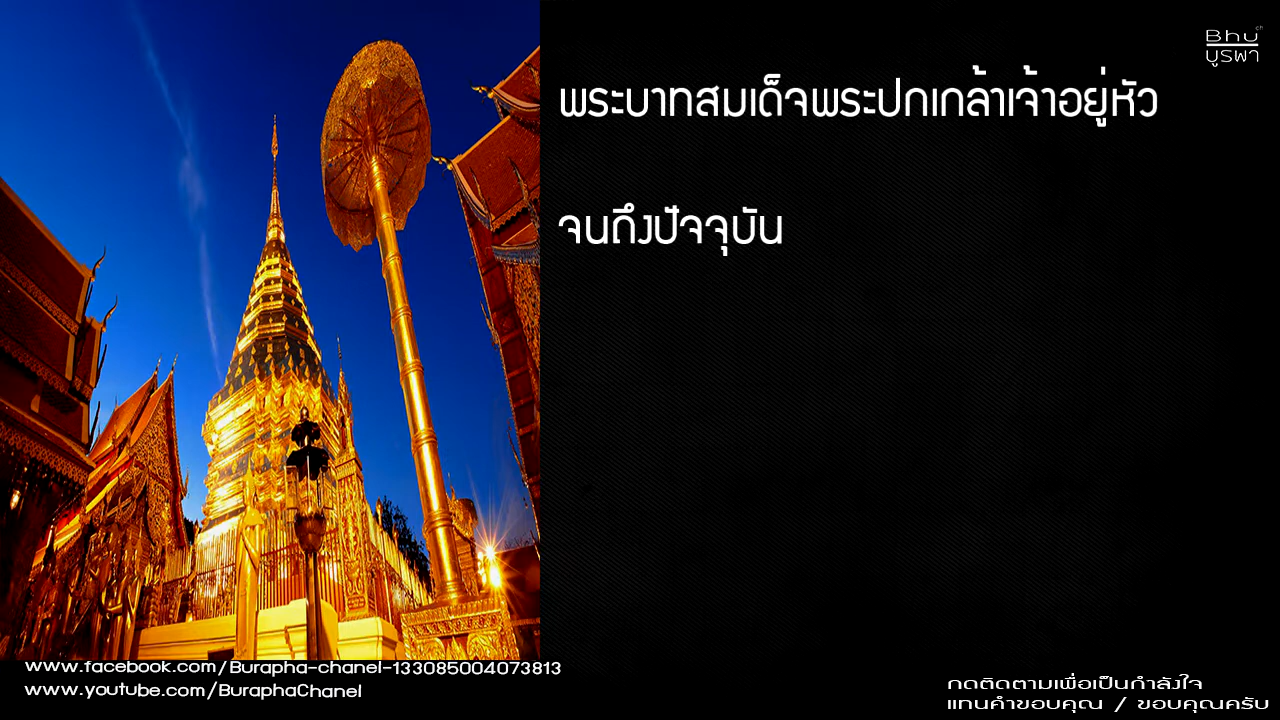 Bhu ch
บูรพา
พระบาทสมเด็จพระปกเกล้าเจ้าอยู่หัว
จนถึงปัจจุบัน
www.facebook.com/Burapha-chanel-133085004073813
www.youtube.com/BuraphaChanel
กดติดตามเพื่อเป็นกำลังใจ
แทนคำขอบคุณ / ขอบคุณครับ